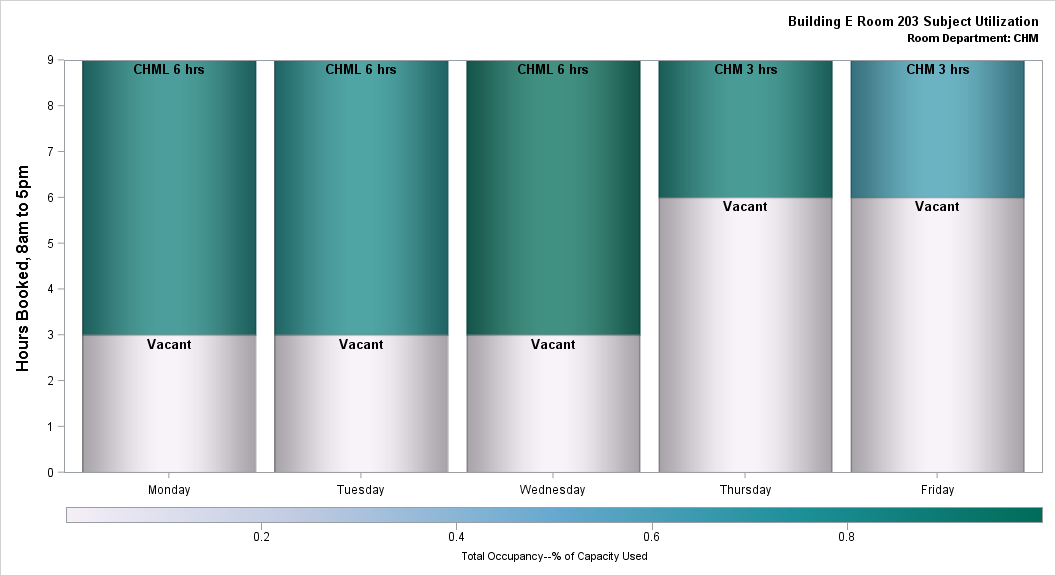 Building E Room 203 Subject Utilization
Room Department: CHM
Hours Booked, 8am to 5pm
9
8
7
6
5
4
3
2
1
0
CHML 6 hrs
CHML 6 hrs
CHML 6 hrs
CHM 3 hrs
CHM 3 hrs
Vacant
Vacant
Vacant
Vacant
Vacant
Monday
Tuesday
Wednesday
Thursday
Friday
0.2
0.4
0.6
0.8
Total Occupancy--% of Capacity Used